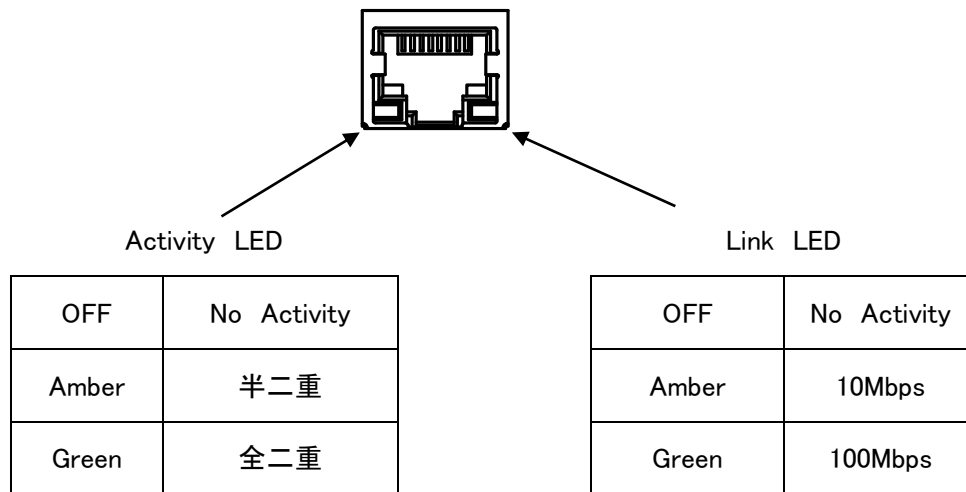 Activity LED
OFF No Activity
Amber 半二重
Green 全二重
Link LED
OFF No Activity
Amber 10Mbps
Green 100Mbps